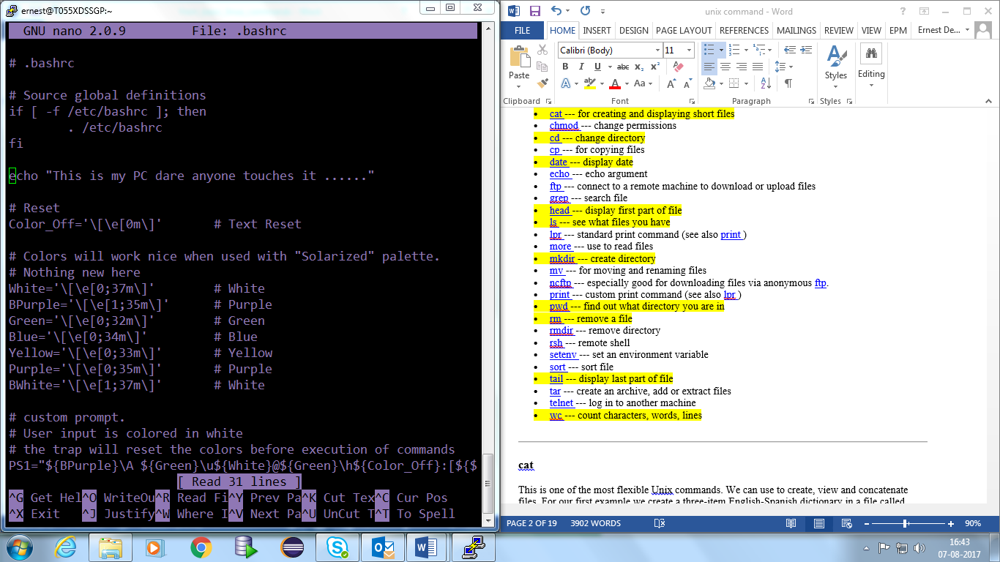 ernest@T055XDSSGP:~
GNU nano 2.0.9 File: .bashrc
# .bashrc
# Source global definitions
if [ -f /etc/bashrc ]; then
. /etc/bashrc
fi
echo "This is my PC dare anyone touches it ......"
# Reset
Color_Off='\[\e[0m\]' # Text Reset
# Colors will work nice when used with "Solarized" palette.
# Nothing new here
White='\[\e[0;37m\]' # White
BPurple='\[\e[1;35m\]' # Purple
Green='\[\e[0;32m\]' # Green
Blue='\[\e[0;34m\]' # Blue
Yellow='\[\e[0;33m\]' # Yellow
Purple='\[\e[0;35m\]' # Purple
BWhite='\[\e[1;37m\]' # White
# custom prompt.
# User input is colored in white
# the trap will reset the colors before execution of commands
PS1="${BPurple}\A ${Green}\u${White}@${Green}\h${Color_Off}:[${$
[ Read 31 lines ]
^G Get Hel^O WriteOu^R Read Fi^Y Prev Pa^K Cut Tex^C Cur Pos
^X Exit ^J Justify^W Where I^V Next Pa^U UnCut T^T To Spell
unix command - Word
FILE HOME INSERT DESIGN PAGE LAYOUT REFERENCES MAILINGS REVIEW VIEW EPM Ernest De...
Calibri (Body) 11
B I U abc x₂ x²
A ab A Aa A A
Paste Styles Editing
Clipboard Font Paragraph Styles
• cat --- for creating and displaying short files
• chmod --- change permissions
• cd --- change directory
• cp --- for copying files
• date --- display date
• echo --- echo argument
• ftp --- connect to a remote machine to download or upload files
• grep --- search file
• head --- display first part of file
• ls --- see what files you have
• lpr --- standard print command (see also print )
• more --- use to read files
• mkdir --- create directory
• mv --- for moving and renaming files
• ncftp --- especially good for downloading files via anonymous ftp.
• print --- custom print command (see also lpr )
• pwd --- find out what directory you are in
• rm --- remove a file
• rmdir --- remove directory
• rsh --- remote shell
• setenv --- set an environment variable
• sort --- sort file
• tail --- display last part of file
• tar --- create an archive, add or extract files
• telnet --- log in to another machine
• wc --- count characters, words, lines
cat
This is one of the most flexible Unix commands. We can use to create, view and concatenate
files. For our first example we create a three-item English-Spanish dictionary in a file called
PAGE 2 OF 19 3902 WORDS 90%
16:43
07-08-2017